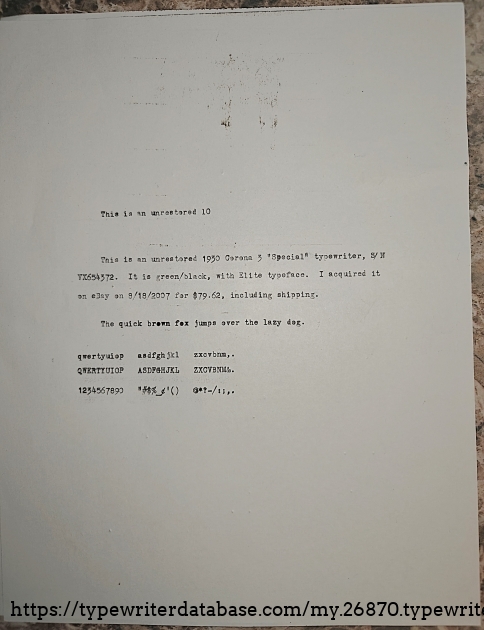 This is an unrestored 10
This is an unrestored 1930 Corona 3 "Special" typewriter, S/N
VX654372. It is green/black, with Elite typeface. I acquired it
on eBay on 8/18/2007 for $79.62, including shipping.
The quick brown fox jumps over the lazy dog.
qwertyuiop asdfghjkl zxcvbnm,.
QWERTYUIOP ASDFGHJKL ZXCVBNM&.
1234567890 "#$%_¢'() @*?-/:;,.
https://typewriterdatabase.com/my.26870.typewrite